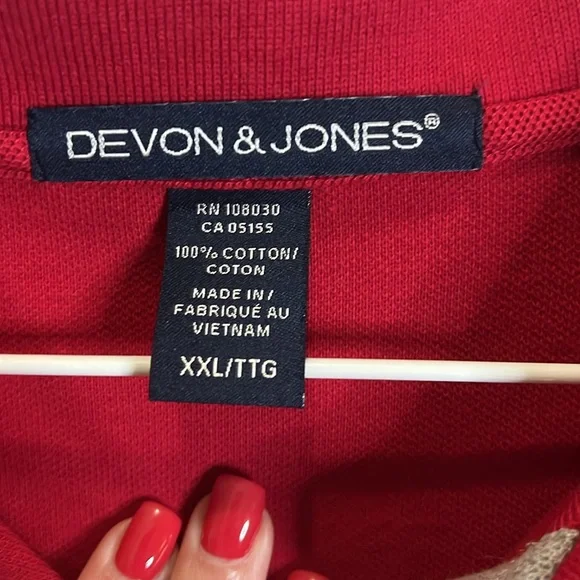 DEVON & JONES®
RN 108030
CA 05155
100% COTTON/
COTON
MADE IN/
FABRIQUÉ AU
VIETNAM
XXL/TTG